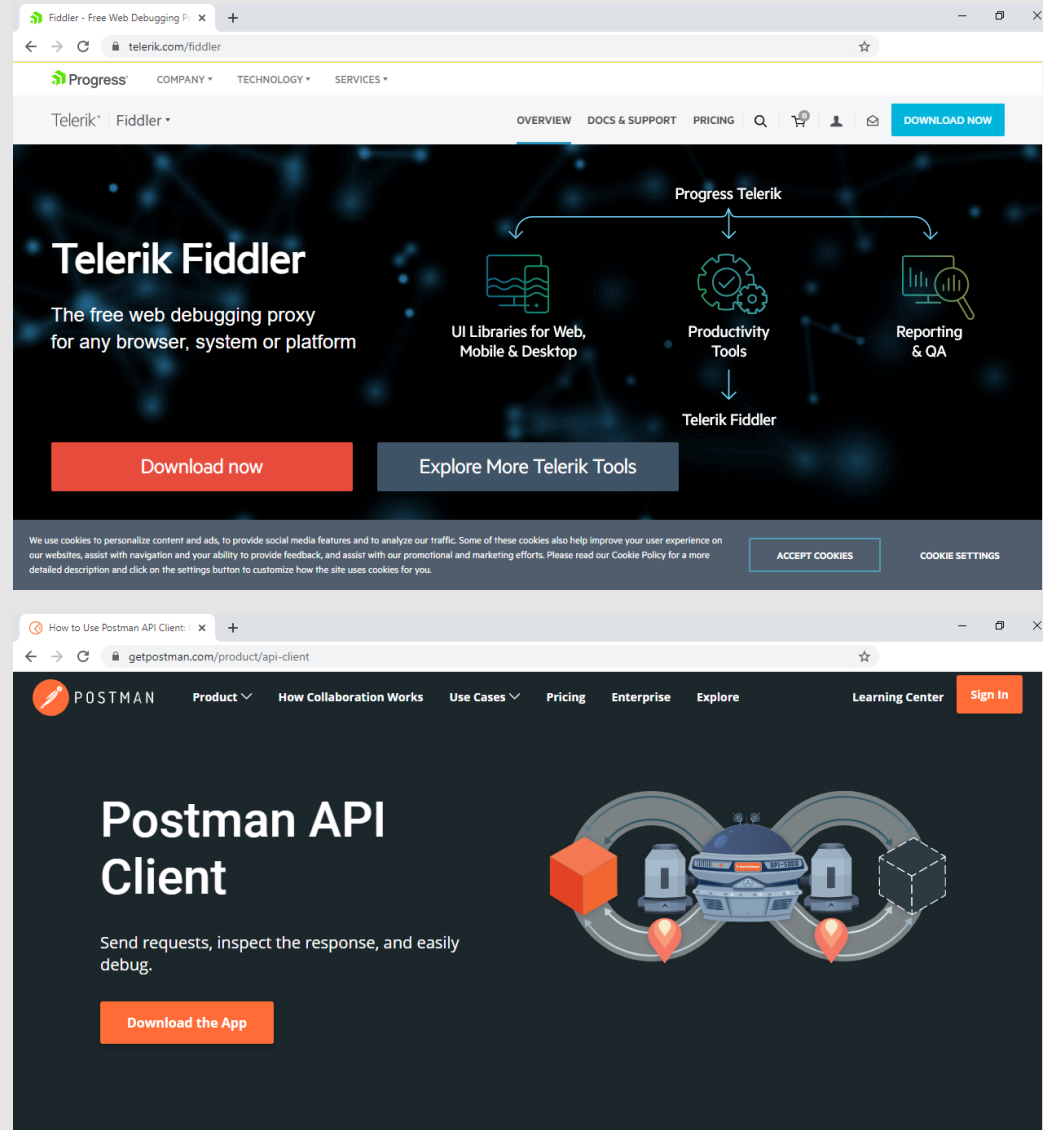 Fiddler - Free Web Debugging Pr
telerik.com/fiddler
Progress
COMPANY TECHNOLOGY SERVICES
Telerik Fiddler
OVERVIEW DOCS & SUPPORT PRICING 0 DOWNLOAD NOW
Progress Telerik
Telerik Fiddler
The free web debugging proxy
for any browser, system or platform
UI Libraries for Web,
Mobile & Desktop
Productivity
Tools
Reporting
& QA
Telerik Fiddler
Download now
Explore More Telerik Tools
We use cookies to personalize content and ads, to provide social media features and to analyze our traffic. Some of these cookies also help improve your user experience on
our websites, assist with navigation and your ability to provide feedback, and assist with our promotional and marketing efforts. Please read our Cookie Policy for a more
detailed description and click on the settings button to customize how the site uses cookies for you.
ACCEPT COOKIES
COOKIE SETTINGS
How to Use Postman API Client:
getpostman.com/product/api-client
POSTMAN Product How Collaboration Works Use Cases Pricing Enterprise Explore Learning Center Sign In
Postman API
Client
Send requests, inspect the response, and easily
debug.
Download the App